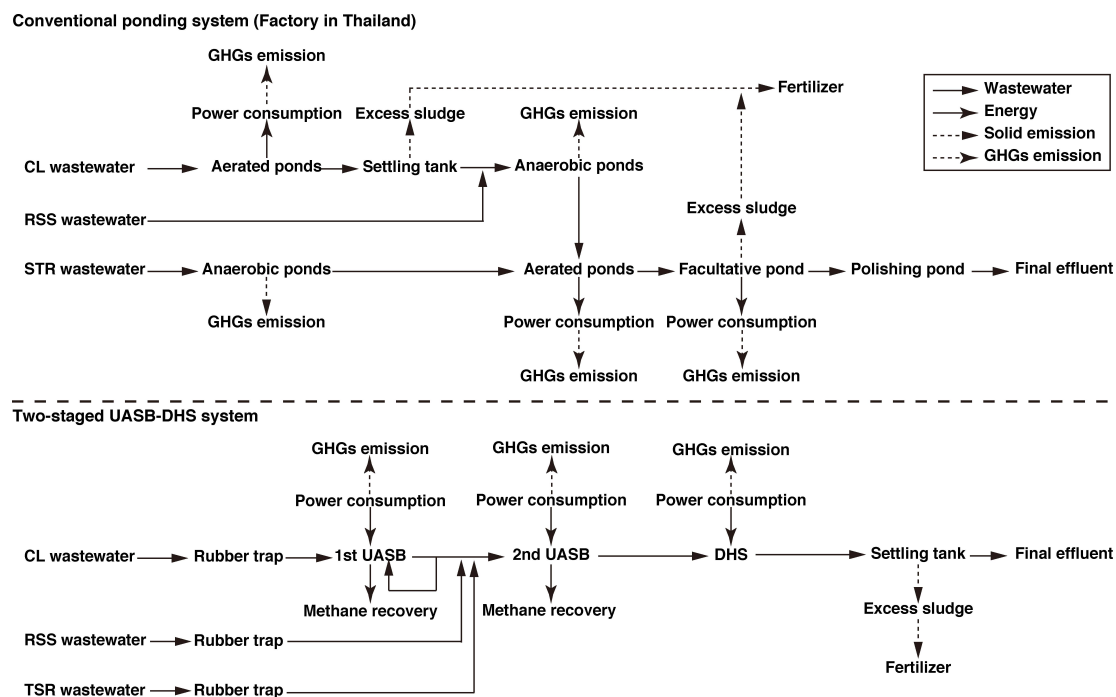 Conventional ponding system (Factory in Thailand)
GHGs emission
Power consumption
Excess sludge
GHGs emission
Fertilizer
Wastewater
Energy
Solid emission
GHGs emission
CL wastewater
Aerated ponds
Settling tank
Anaerobic ponds
RSS wastewater
Excess sludge
STR wastewater
Anaerobic ponds
Aerated ponds
Facultative pond
Polishing pond
Final effluent
GHGs emission
Power consumption
Power consumption
GHGs emission
GHGs emission
Two-staged UASB-DHS system
GHGs emission
GHGs emission
GHGs emission
Power consumption
Power consumption
Power consumption
CL wastewater
Rubber trap
1st UASB
2nd UASB
DHS
Settling tank
Final effluent
Methane recovery
Methane recovery
Excess sludge
RSS wastewater
Rubber trap
Fertilizer
TSR wastewater
Rubber trap